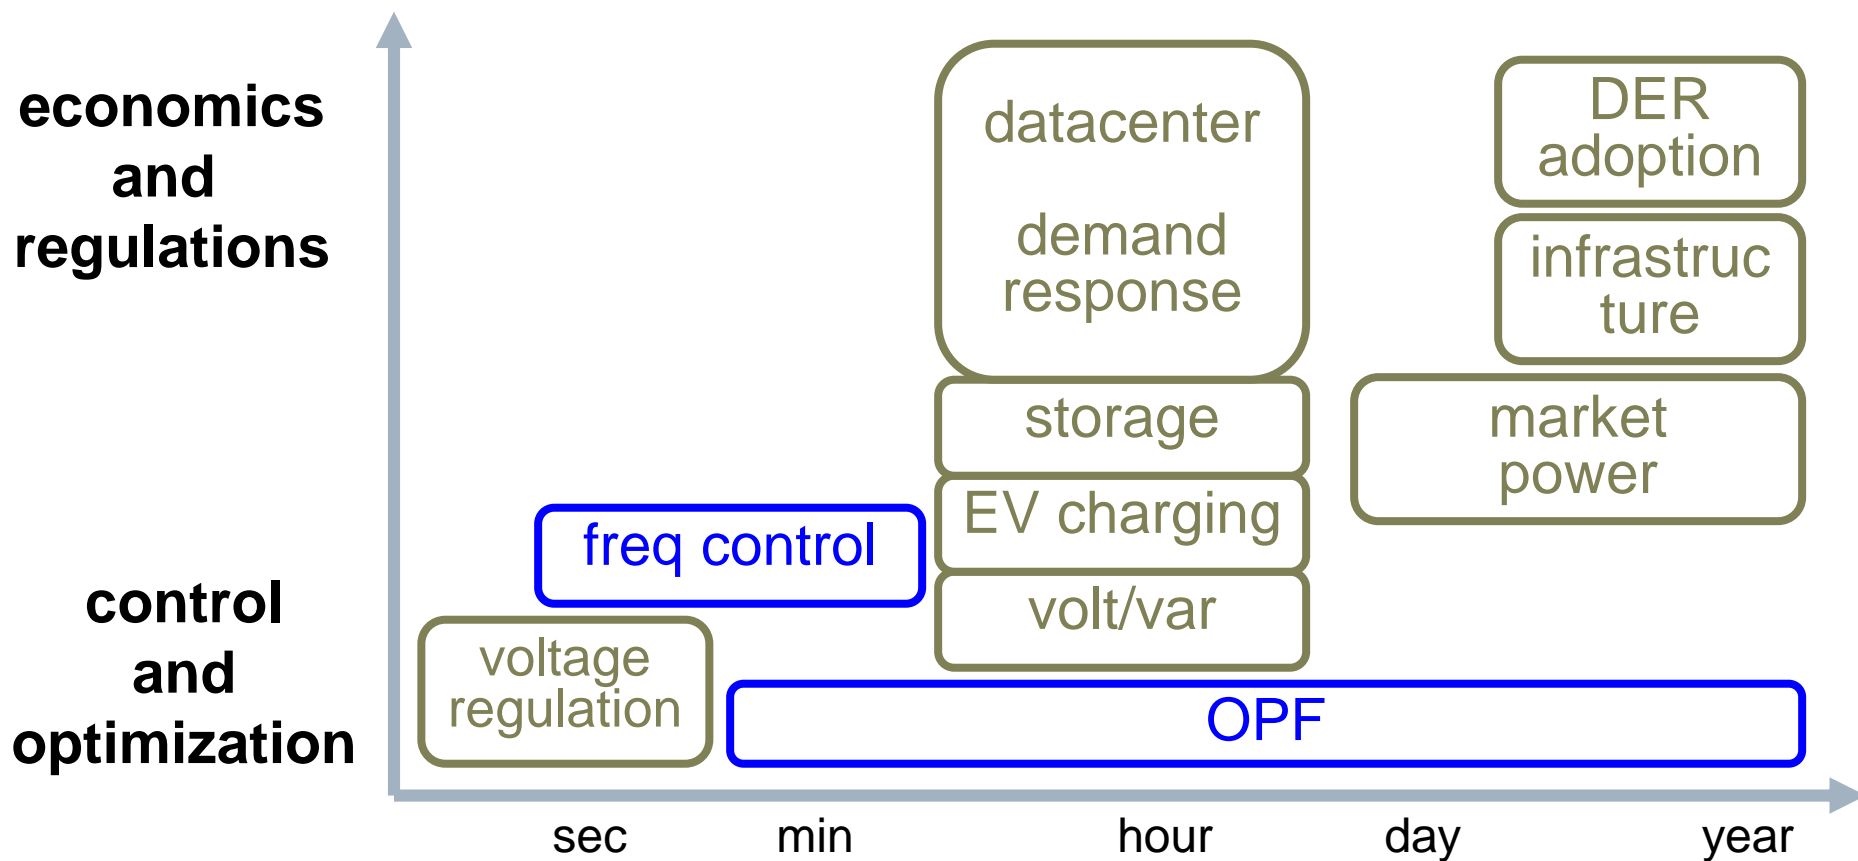 economics
and
regulations
control
and
optimization
datacenter
demand
response
storage
EV charging
volt/var
DER
adoption
infrastruc
ture
market
power
freq control
voltage
regulation
OPF
sec
min
hour
day
year